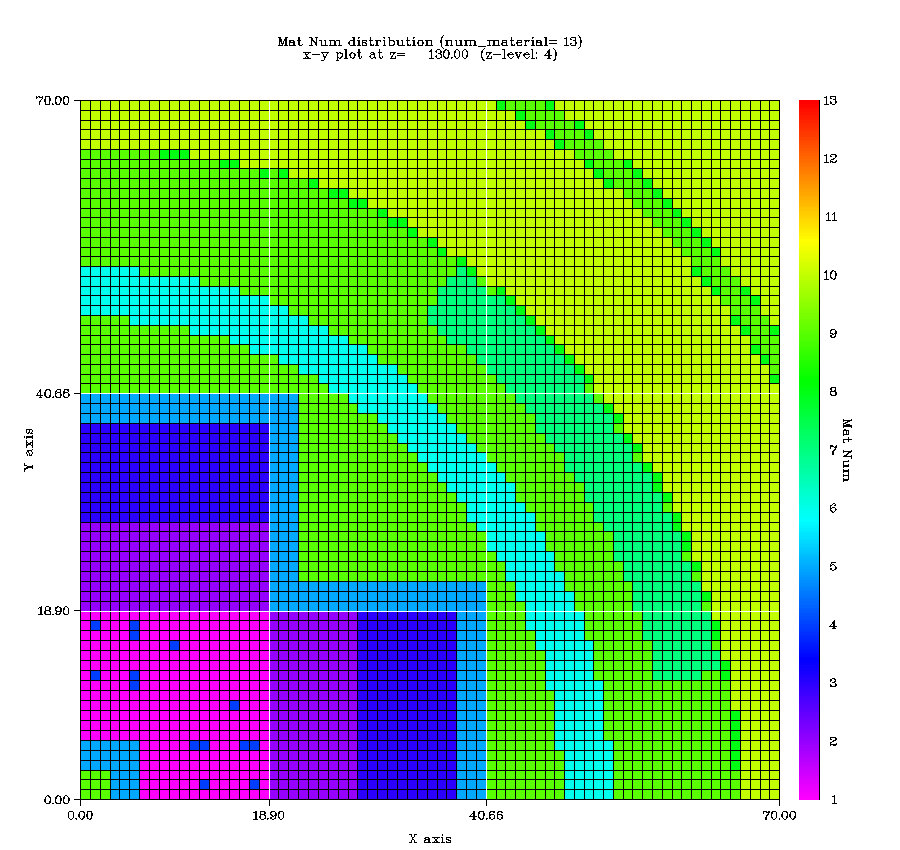 Mat Num distribution (num_material= 13)
x-y plot at z= 130.00 (z-level: 4)
70.00
40.66
18.90
0.00
Y axis
0.00 18.90 40.66 70.00
X axis
13
12
11
10
9
8
7
6
5
4
3
2
1
Mat Num